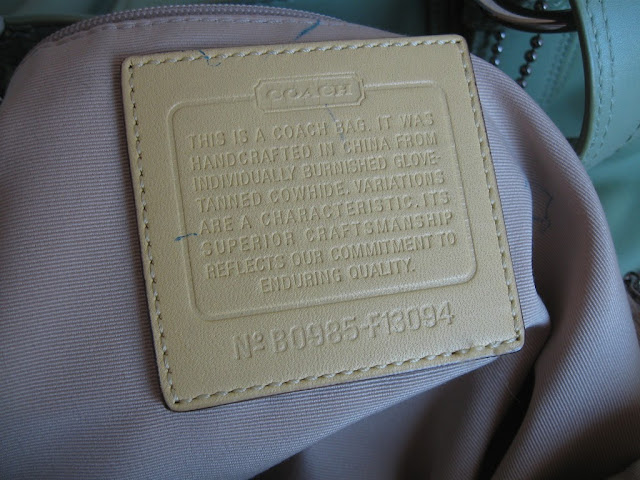 COACH
THIS IS A COACH BAG. IT WAS
HANDCRAFTED IN CHINA FROM
INDIVIDUALLY BURNISHED GLOVE-
TANNED COWHIDE. VARIATIONS
ARE A CHARACTERISTIC. ITS
SUPERIOR CRAFTSMANSHIP
REFLECTS OUR COMMITMENT TO
ENDURING QUALITY.
Nº B0985-F13094